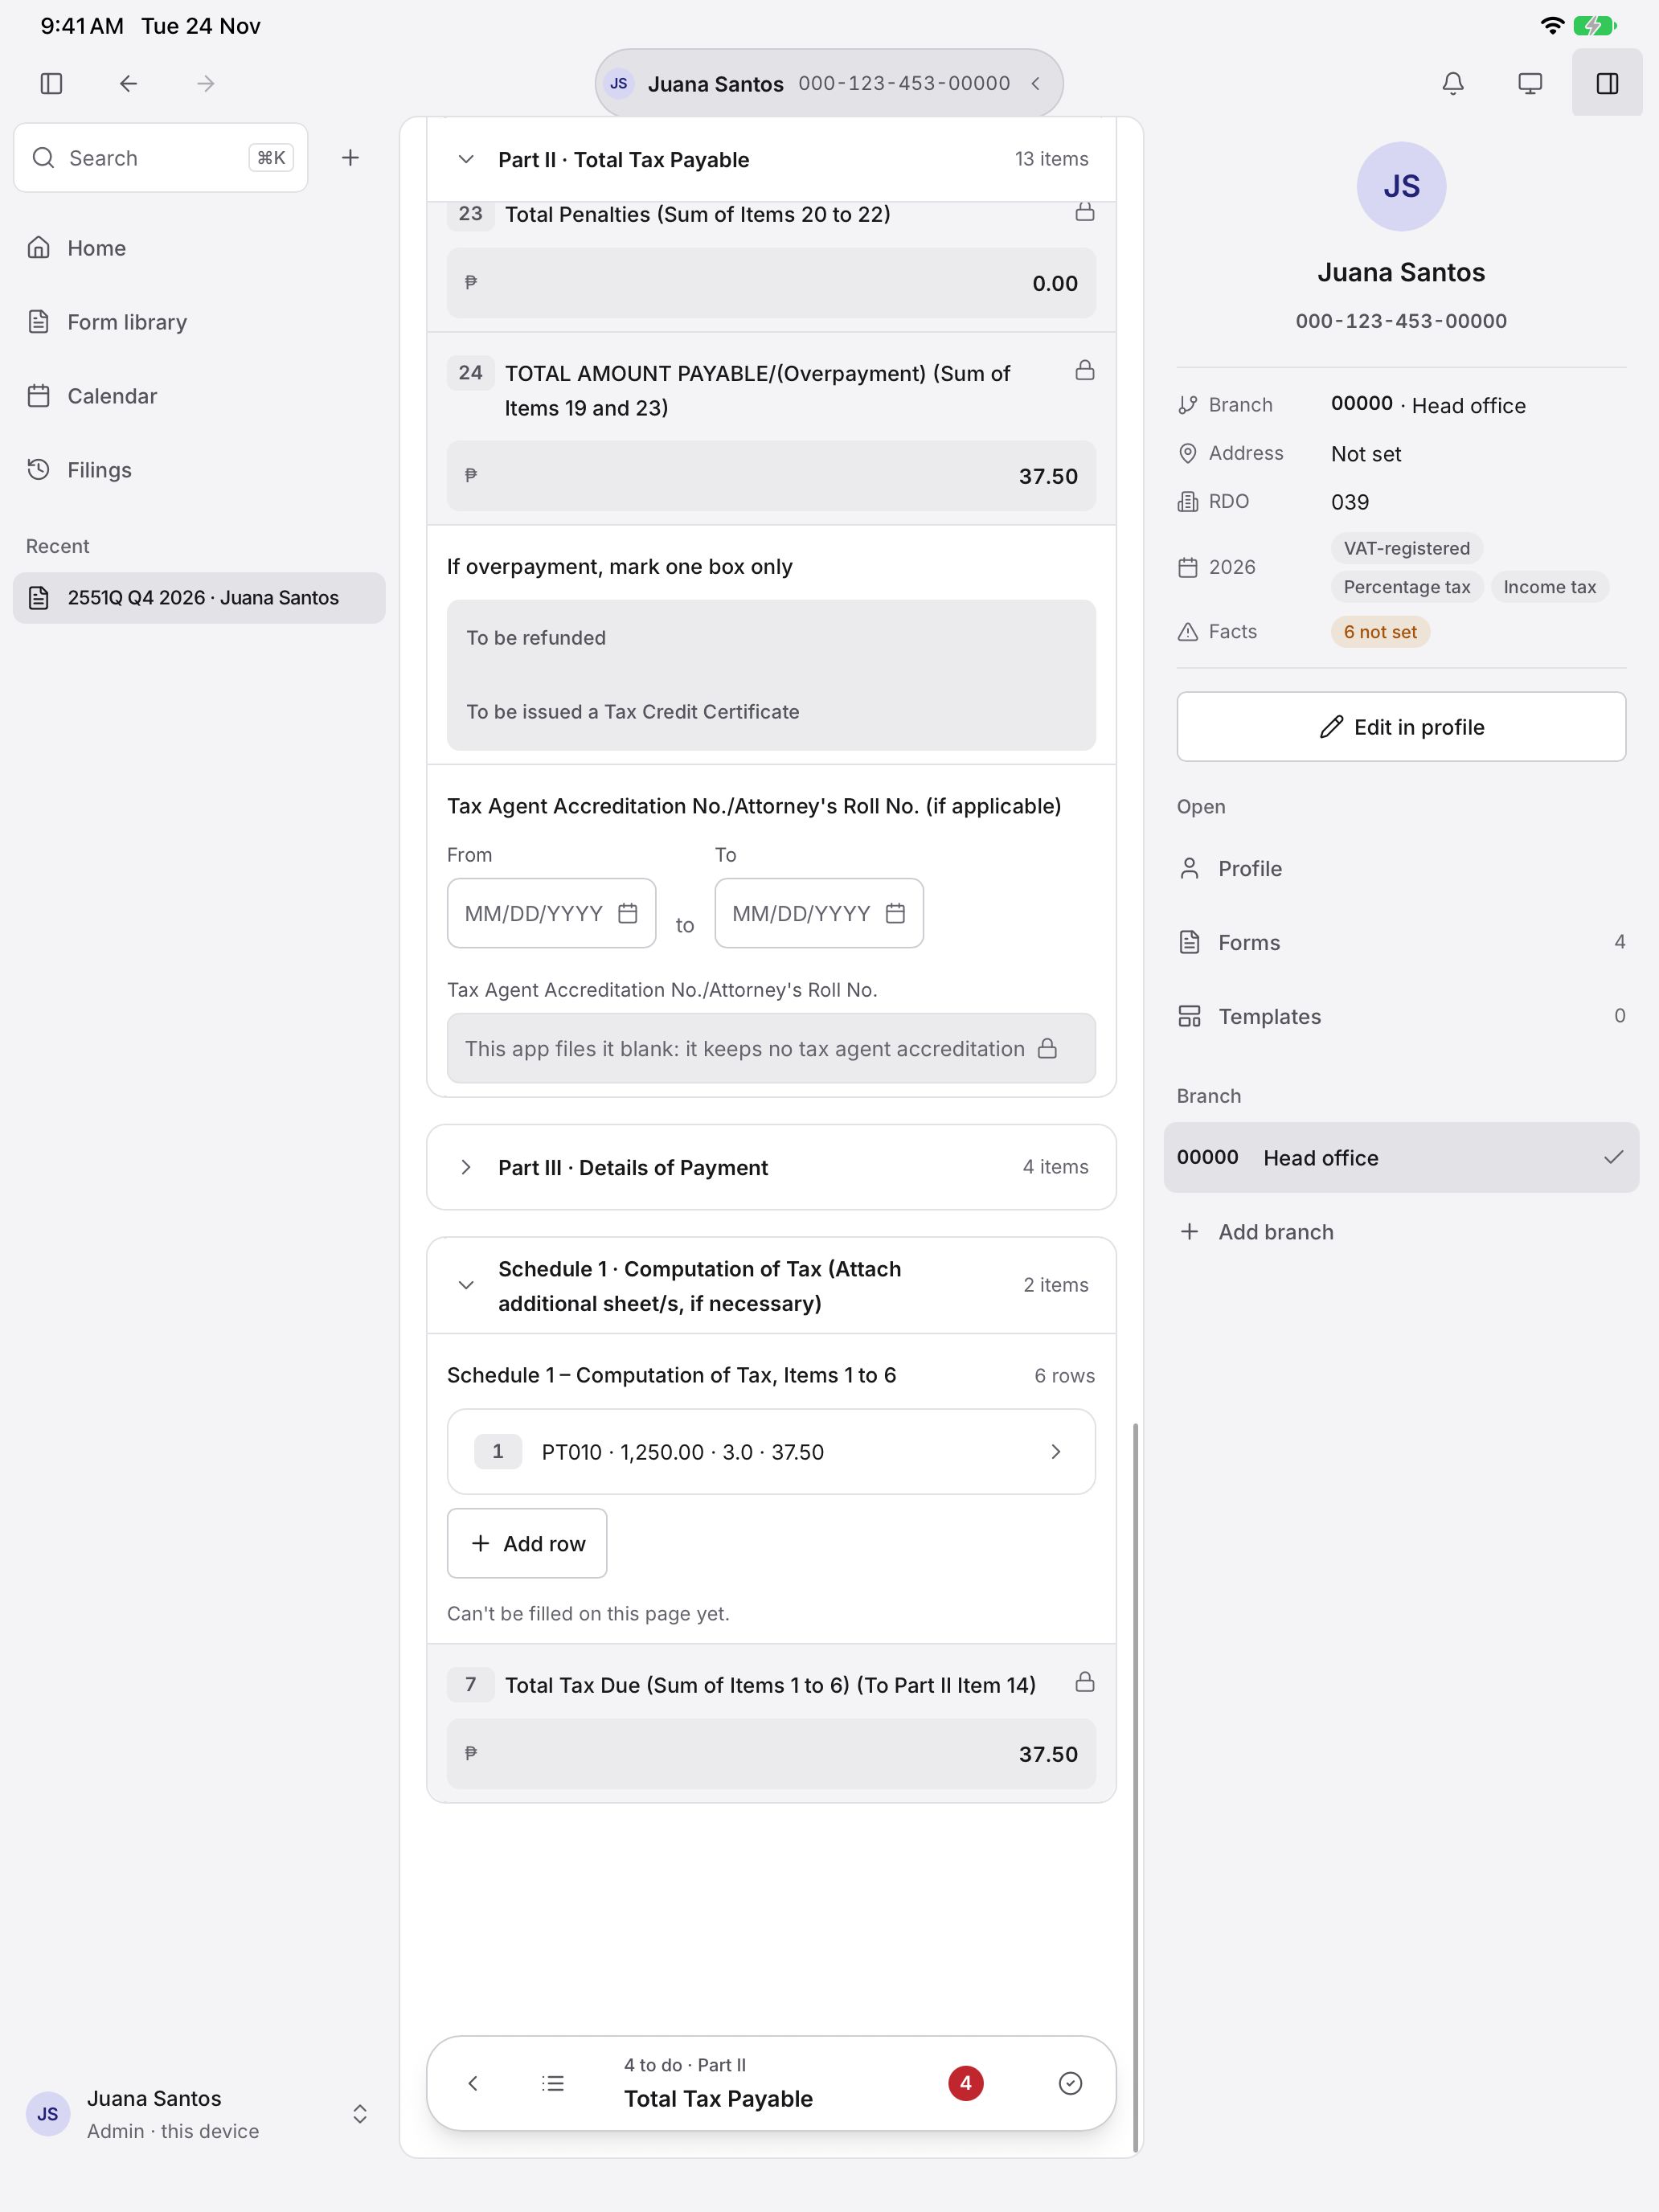 9:41 AM Tue 24 Nov
JS Juana Santos 000-123-453-00000
Search ⌘K
Home
Form library
Calendar
Filings
Recent
2551Q Q4 2026 · Juana Santos
JS Juana Santos
Admin · this device
Part II · Total Tax Payable 13 items
23 Total Penalties (Sum of Items 20 to 22)
₱ 0.00
24 TOTAL AMOUNT PAYABLE/(Overpayment) (Sum of
Items 19 and 23)
₱ 37.50
If overpayment, mark one box only
To be refunded
To be issued a Tax Credit Certificate
Tax Agent Accreditation No./Attorney's Roll No. (if applicable)
From To
MM/DD/YYYY to MM/DD/YYYY
Tax Agent Accreditation No./Attorney's Roll No.
This app files it blank: it keeps no tax agent accreditation
Part III · Details of Payment 4 items
Schedule 1 · Computation of Tax (Attach
additional sheet/s, if necessary) 2 items
Schedule 1 – Computation of Tax, Items 1 to 6 6 rows
1 PT010 · 1,250.00 · 3.0 · 37.50
Add row
Can't be filled on this page yet.
7 Total Tax Due (Sum of Items 1 to 6) (To Part II Item 14)
₱ 37.50
4 to do · Part II
Total Tax Payable
4
JS
Juana Santos
000-123-453-00000
Branch 00000 · Head office
Address Not set
RDO 039
2026 VAT-registered
Percentage tax Income tax
Facts 6 not set
Edit in profile
Open
Profile
Forms 4
Templates 0
Branch
00000 Head office
Add branch